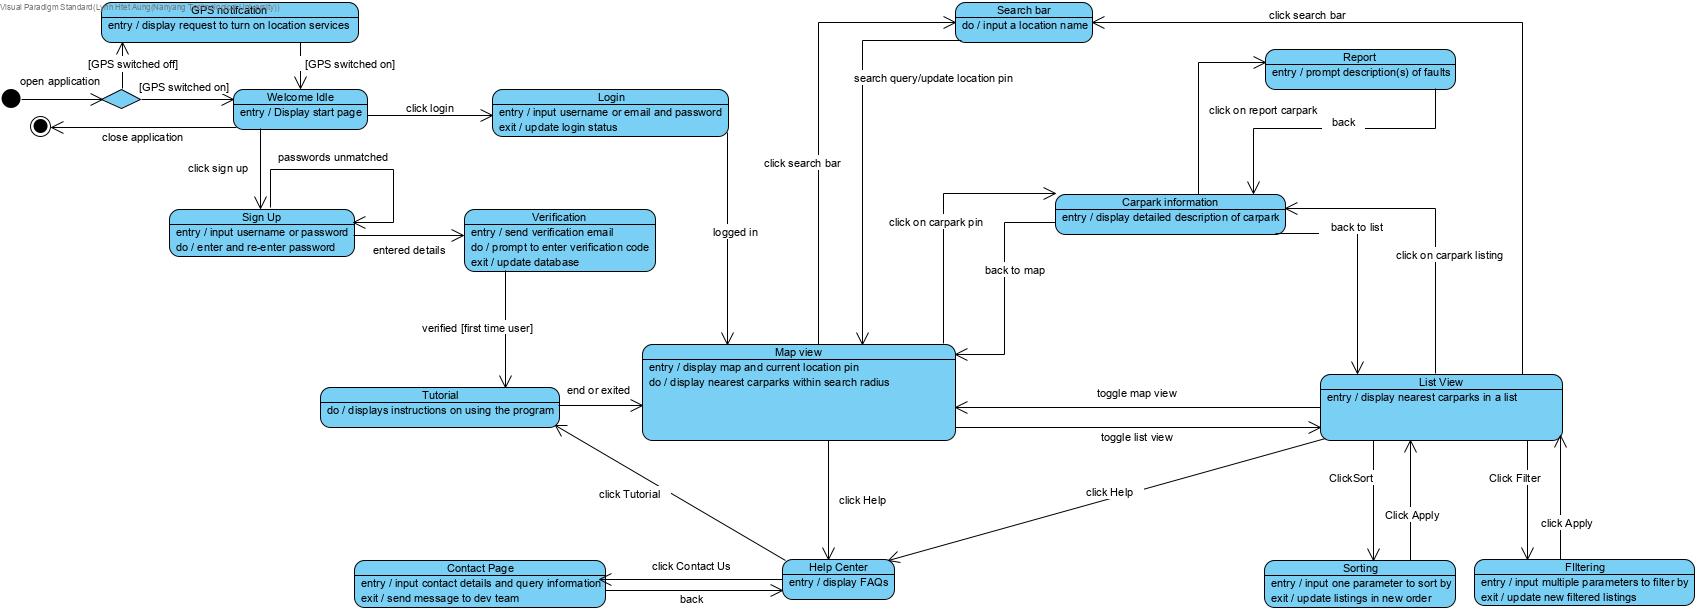 Visual Paradigm Standard(Lynn Htet Aung(Nanyang Technological University))
GPS notification
entry / display request to turn on location services
[GPS switched off]
[GPS switched on]
open application
[GPS switched on]
Welcome Idle
entry / Display start page
close application
click login
Login
entry / input username or email and password
exit / update login status
click sign up
passwords unmatched
Sign Up
entry / input username or password
do / enter and re-enter password
entered details
Verification
entry / send verification email
do / prompt to enter verification code
exit / update database
logged in
verified [first time user]
Tutorial
do / displays instructions on using the program
end or exited
Search bar
do / input a location name
click search bar
search query/update location pin
click search bar
Report
entry / prompt description(s) of faults
click on report carpark
back
Carpark information
entry / display detailed description of carpark
click on carpark pin
back to map
back to list
click on carpark listing
Map view
entry / display map and current location pin
do / display nearest carparks within search radius
toggle map view
toggle list view
List View
entry / display nearest carparks in a list
click Tutorial
click Help
click Help
ClickSort
Click Apply
Click Filter
click Apply
Contact Page
entry / input contact details and query information
exit / send message to dev team
click Contact Us
back
Help Center
entry / display FAQs
Sorting
entry / input one parameter to sort by
exit / update listings in new order
FIltering
entry / input multiple parameters to filter by
exit / update new filtered listings